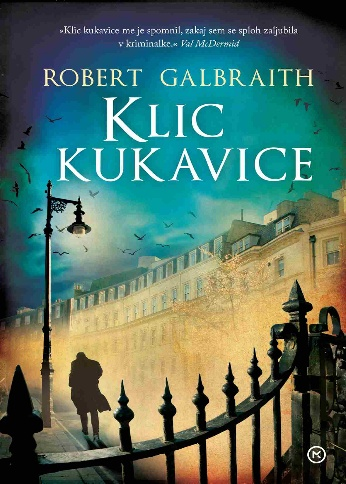 »Klic kukavice me je spomnil, zakaj sem se sploh zaljubila
v kriminalke.« Val McDermid
ROBERT GALBRAITH
KLIC
KUKAVICE